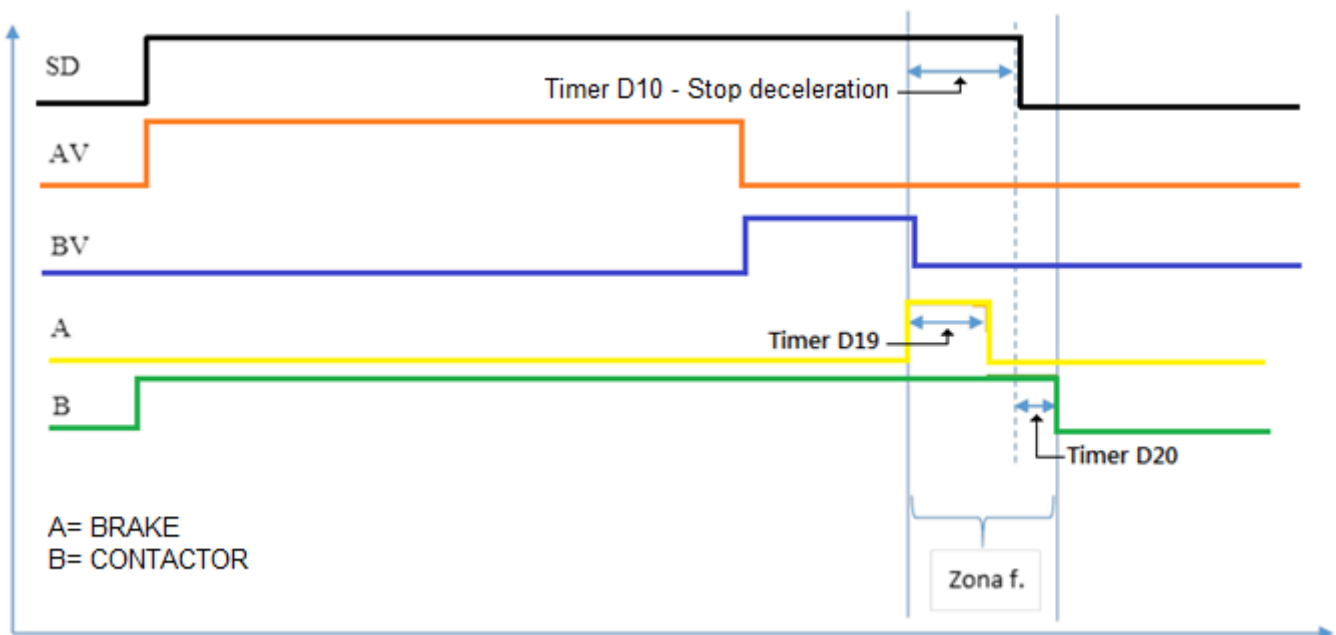 SD
Timer D10 - Stop deceleration
AV
BV
A
Timer D19
B
Timer D20
A= BRAKE
B= CONTACTOR
Zona f.